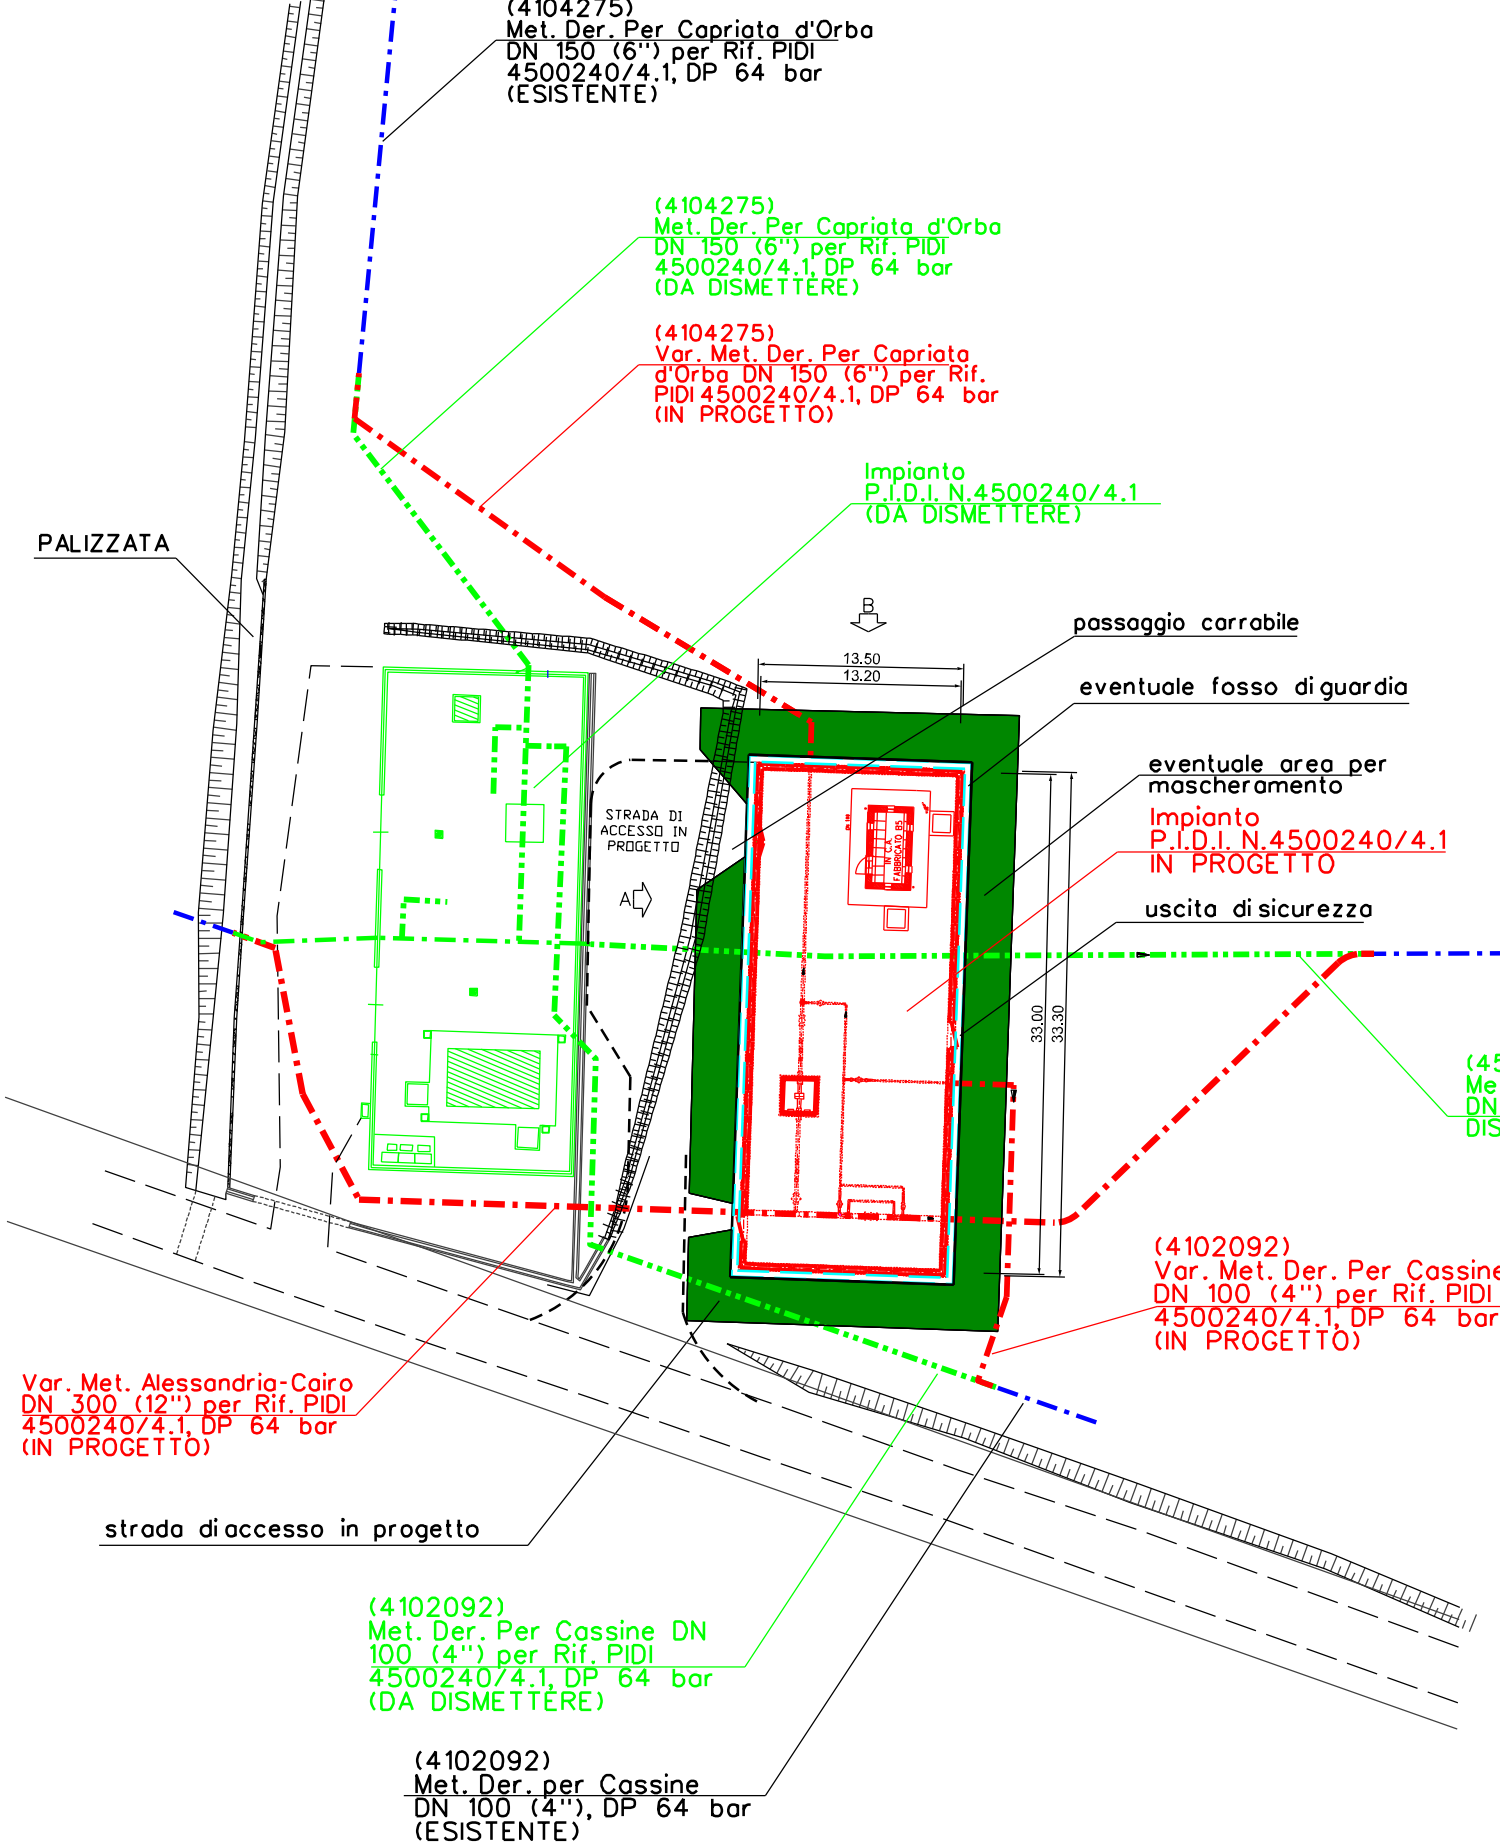 (4104275)
Met. Der. Per Capriata d'Orba
DN 150 (6'') per Rif. PIDI
4500240/4.1, DP 64 bar
(ESISTENTE)
(4104275)
Met. Der. Per Capriata d'Orba
DN 150 (6'') per Rif. PIDI
4500240/4.1, DP 64 bar
(DA DISMETTERE)
(4104275)
Var. Met. Der. Per Capriata
d'Orba DN 150 (6'') per Rif.
PIDI 4500240/4.1, DP 64 bar
(IN PROGETTO)
Impianto
P.I.D.I. N.4500240/4.1
(DA DISMETTERE)
PALIZZATA
B
passaggio carrabile
13.50
13.20
eventuale fosso di guardia
eventuale area per
mascheramento
STRADA DI
ACCESSO IN
PROGETTO
Impianto
P.I.D.I. N.4500240/4.1
IN PROGETTO
IN C.A.
FABBRICATO B5
A
uscita di sicurezza
33.00
33.30
(45
Me
DN
DIS
(4102092)
Var. Met. Der. Per Cassine
DN 100 (4'') per Rif. PIDI
4500240/4.1, DP 64 bar
(IN PROGETTO)
Var. Met. Alessandria-Cairo
DN 300 (12'') per Rif. PIDI
4500240/4.1, DP 64 bar
(IN PROGETTO)
strada di accesso in progetto
(4102092)
Met. Der. Per Cassine DN
100 (4'') per Rif. PIDI
4500240/4.1, DP 64 bar
(DA DISMETTERE)
(4102092)
Met. Der. per Cassine
DN 100 (4''), DP 64 bar
(ESISTENTE)